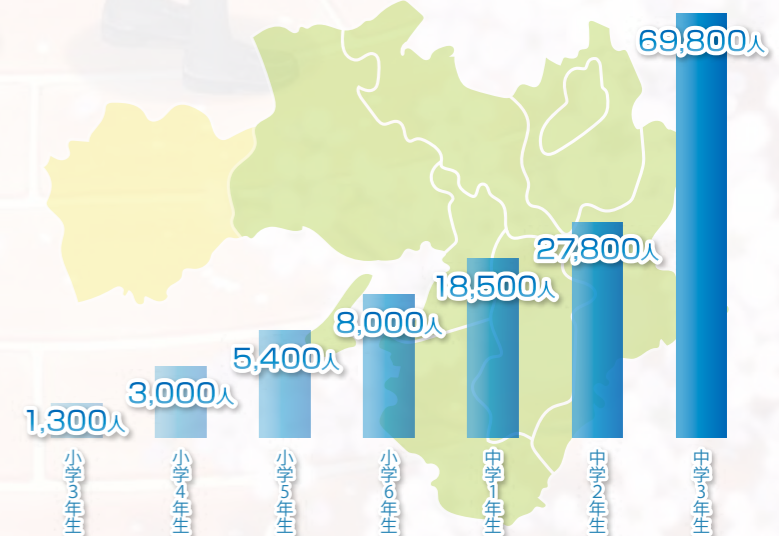 69,800人
27,800人
18,500人
8,000人
5,400人
3,000人
1,300人
小学3年生
小学4年生
小学5年生
小学6年生
中学1年生
中学2年生
中学3年生